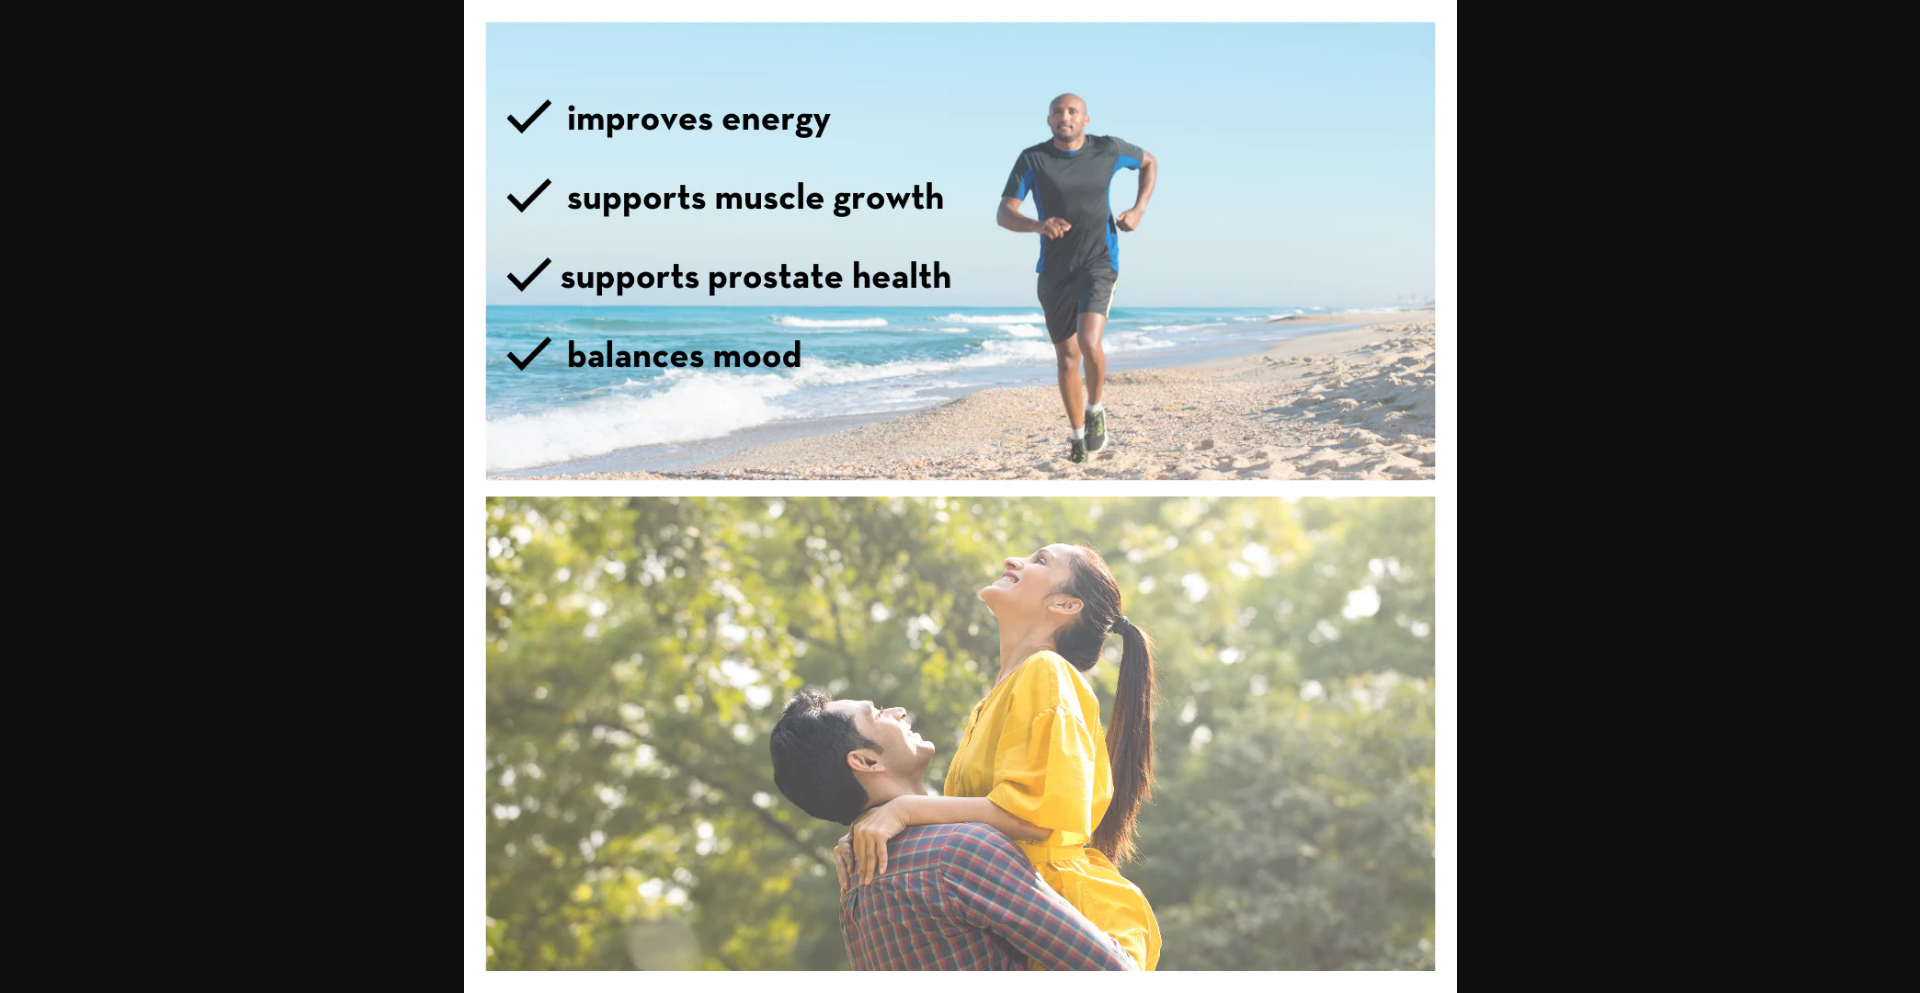 improves energy
supports muscle growth
supports prostate health
balances mood